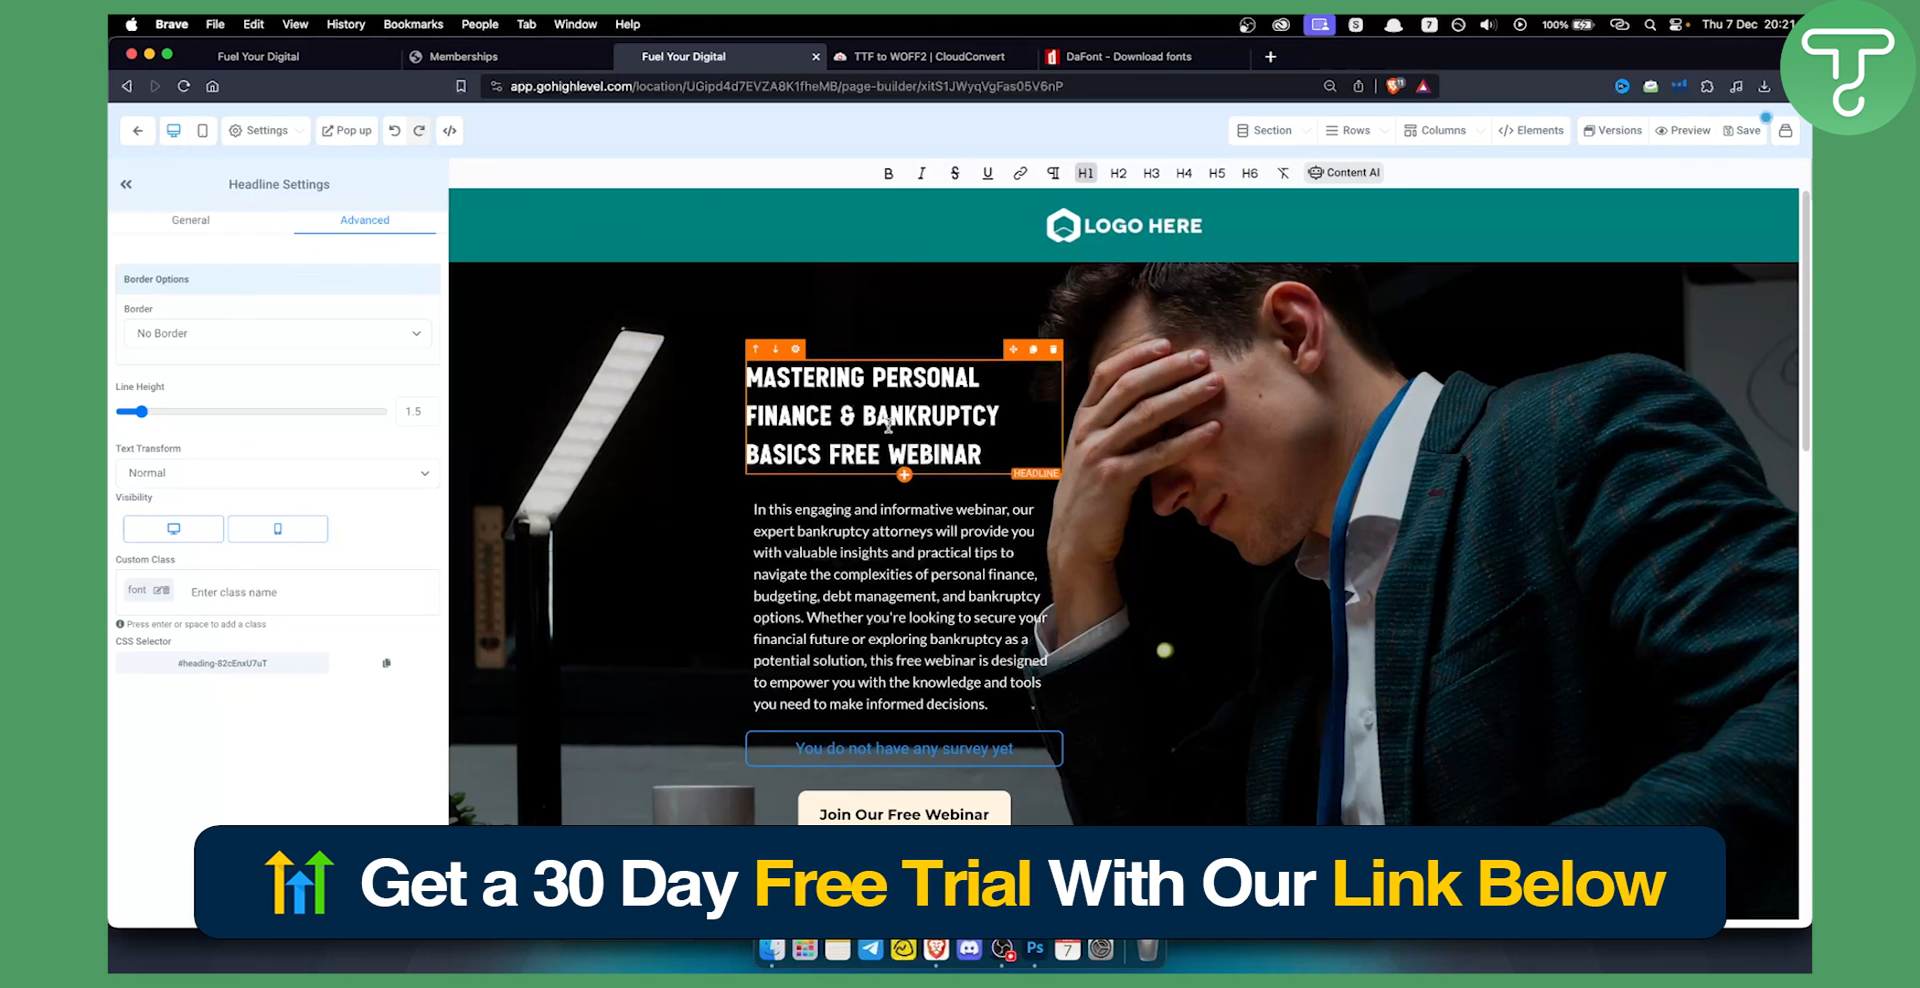 Brave File Edit View History Bookmarks People Tab Window Help
7 100% Thu 7 Dec 20:21
Fuel Your Digital Memberships Fuel Your Digital TTF to WOFF2 | CloudConvert DaFont - Download fonts
app.gohighlevel.com/location/UGipd4d7EVZA8K1fheMB/page-builder/xitS1JWyqVgFas05V6nP
Settings Pop up Section Rows Columns </> Elements Versions Preview Save
Headline Settings
B I S U H1 H2 H3 H4 H5 H6 Content AI
General Advanced
LOGO HERE
Border Options
Border
No Border
Line Height
1.5
Text Transform
Normal
Visibility
Custom Class
font Enter class name
Press enter or space to add a class
CSS Selector
#heading-82cEnxU7uT
MASTERING PERSONAL
FINANCE & BANKRUPTCY
BASICS FREE WEBINAR
HEADLINE
In this engaging and informative webinar, our
expert bankruptcy attorneys will provide you
with valuable insights and practical tips to
navigate the complexities of personal finance,
budgeting, debt management, and bankruptcy
options. Whether you're looking to secure your
financial future or exploring bankruptcy as a
potential solution, this free webinar is designed
to empower you with the knowledge and tools
you need to make informed decisions.
You do not have any survey yet
Join Our Free Webinar
Get a 30 Day Free Trial With Our Link Below
Ps 7